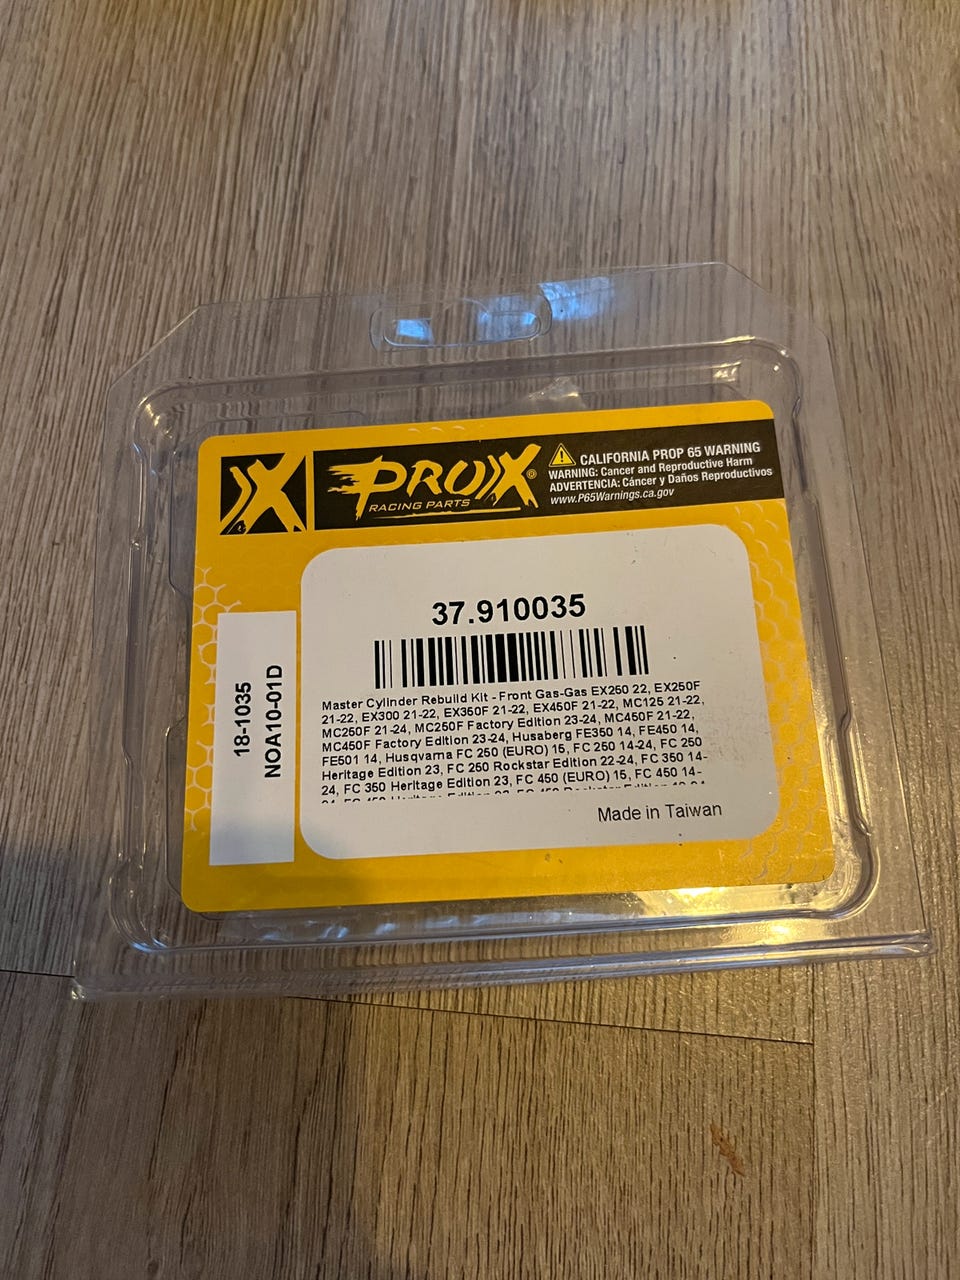 PROX
RACING PARTS
CALIFORNIA PROP 65 WARNING
WARNING: Cancer and Reproductive Harm
ADVERTENCIA: Cáncer y Daños Reproductivos
www.P65Warnings.ca.gov
18-1035
NOA10-01D
37.910035
Master Cylinder Rebuild Kit - Front Gas-Gas EX250 22, EX250F
21-22, EX300 21-22, EX350F 21-22, EX450F 21-22, MC125 21-22,
MC250F 21-24, MC250F Factory Edition 23-24, MC450F 21-22,
MC450F Factory Edition 23-24, Husaberg FE350 14, FE450 14,
FE501 14, Husqvarna FC 250 (EURO) 15, FC 250 14-24, FC 250
Heritage Edition 23, FC 250 Rockstar Edition 22-24, FC 350 14-
24, FC 350 Heritage Edition 23, FC 450 (EURO) 15, FC 450 14-
Made in Taiwan